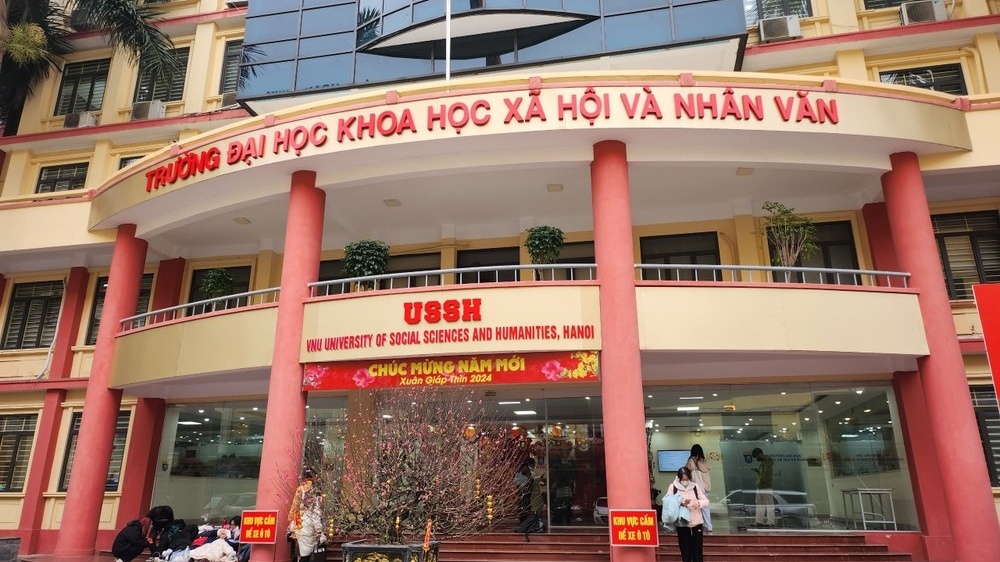 TRƯỜNG ĐẠI HỌC KHOA HỌC XÃ HỘI VÀ NHÂN VĂN
USSH
VNU UNIVERSITY OF SOCIAL SCIENCES AND HUMANITIES, HANOI
CHÚC MỪNG NĂM MỚI
Xuân Giáp Thìn 2024
KHU VỰC CẤM
ĐỂ XE Ô TÔ
KHU VỰC CẤM
ĐỂ XE Ô TÔ